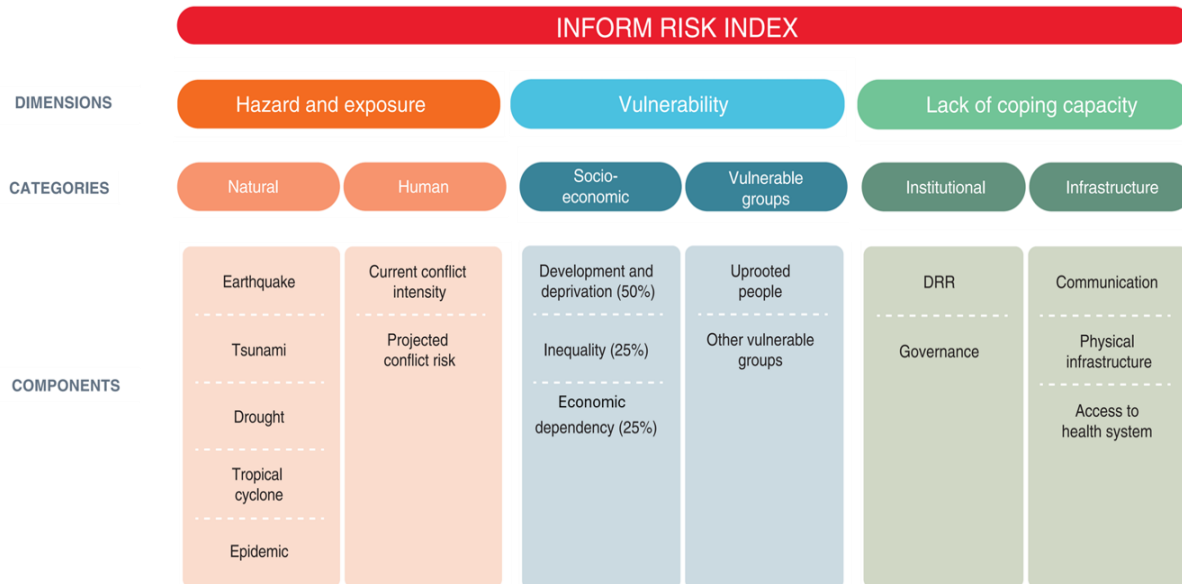 INFORM RISK INDEX
DIMENSIONS
Hazard and exposure
Vulnerability
Lack of coping capacity
CATEGORIES
Natural
Human
Socio-
economic
Vulnerable
groups
Institutional
Infrastructure
COMPONENTS
Earthquake
Tsunami
Drought
Tropical
cyclone
Epidemic
Current conflict
intensity
Projected
conflict risk
Development and
deprivation (50%)
Inequality (25%)
Economic
dependency (25%)
Uprooted
people
Other vulnerable
groups
DRR
Governance
Communication
Physical
infrastructure
Access to
health system